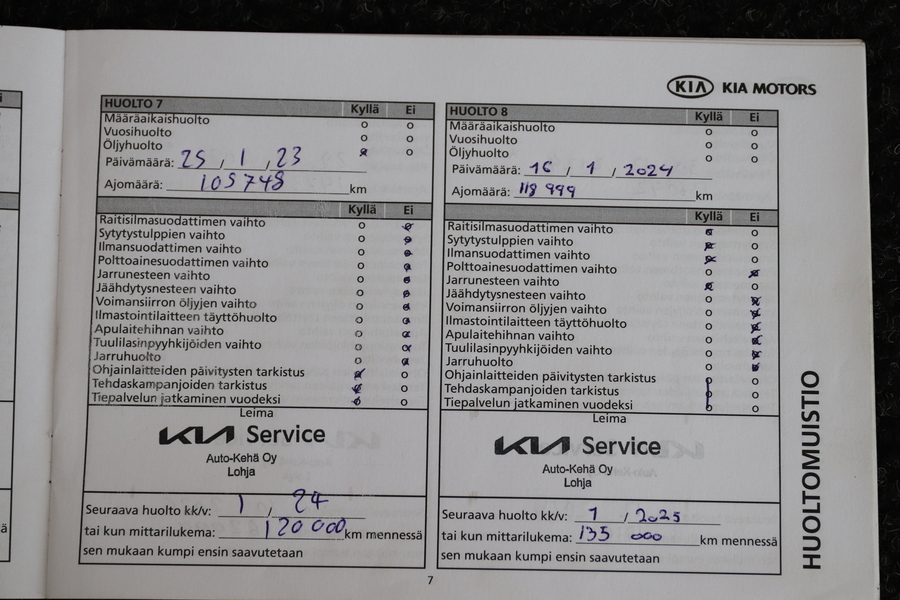 KIA KIA MOTORS
HUOLTO 7 Kyllä Ei
Määräaikaishuolto
Vuosihuolto
Öljyhuolto
Päivämäärä: 25 / 1 / 23
Ajomäärä: 105748 km
Kyllä Ei
Raitisilmasuodattimen vaihto
Sytytystulppien vaihto
Ilmansuodattimen vaihto
Polttoainesuodattimen vaihto
Jarrunesteen vaihto
Jäähdytysnesteen vaihto
Voimansiirron öljyjen vaihto
Ilmastointilaitteen täyttöhuolto
Apulaitehihnan vaihto
Tuulilasinpyyhkijöiden vaihto
Jarruhuolto
Ohjainlaitteiden päivitysten tarkistus
Tehdaskampanjoiden tarkistus
Tiepalvelun jatkaminen vuodeksi
Leima
KIA Service
Auto-Kehä Oy
Lohja
Seuraava huolto kk/v: 1 / 24
tai kun mittarilukema: 120 000 km mennessä
sen mukaan kumpi ensin saavutetaan
HUOLTO 8 Kyllä Ei
Määräaikaishuolto
Vuosihuolto
Öljyhuolto
Päivämäärä: 16 / 1 / 2024
Ajomäärä: 118 999 km
Kyllä Ei
Raitisilmasuodattimen vaihto
Sytytystulppien vaihto
Ilmansuodattimen vaihto
Polttoainesuodattimen vaihto
Jarrunesteen vaihto
Jäähdytysnesteen vaihto
Voimansiirron öljyjen vaihto
Ilmastointilaitteen täyttöhuolto
Apulaitehihnan vaihto
Tuulilasinpyyhkijöiden vaihto
Jarruhuolto
Ohjainlaitteiden päivitysten tarkistus
Tehdaskampanjoiden tarkistus
Tiepalvelun jatkaminen vuodeksi
Leima
KIA Service
Auto-Kehä Oy
Lohja
Seuraava huolto kk/v: 1 / 2025
tai kun mittarilukema: 135 000 km mennessä
sen mukaan kumpi ensin saavutetaan
HUOLTOMUISTIO
7